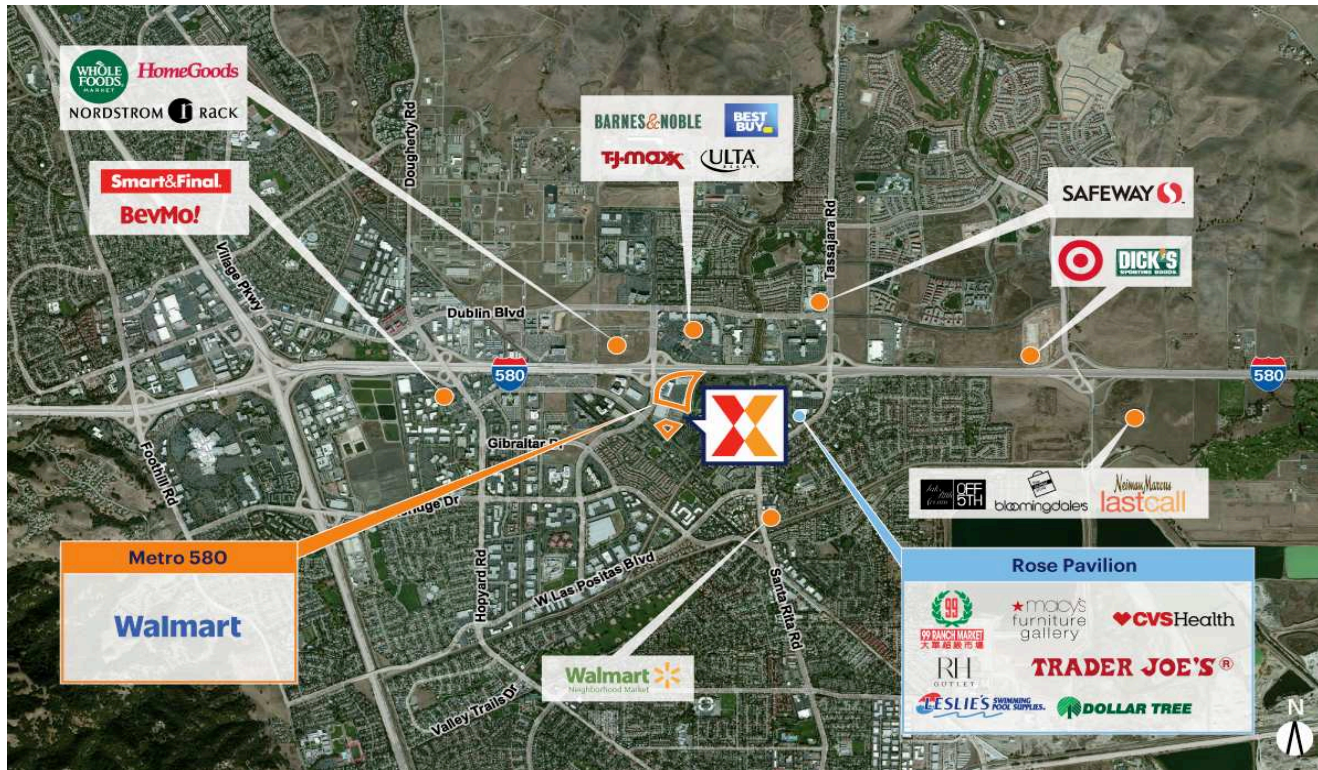 WHOLE
FOODS
MARKET
HomeGoods
NORDSTROM RACK
Smart&Final.
BevMo!
BARNES&NOBLE
BEST
BUY
T·J·maxx
ULTA
BEAUTY
SAFEWAY
DICK'S
SPORTING GOODS
Dougherty Rd
Village Pkwy
Tassajara Rd
Dublin Blvd
580
580
Gibraltar Dr
Foothill Rd
Hopyard Rd
W Las Positas Blvd
Santa Rita Rd
Valley Trails Dr
OFF
5TH
bloomingdale's
Neiman Marcus
lastcall
Metro 580
Walmart
Walmart
Neighborhood Market
Rose Pavilion
99
99 RANCH MARKET
大華超級市場
macy's
furniture
gallery
CVSHealth
RH
OUTLET
TRADER JOE'S®
LESLIE'S SWIMMING
POOL SUPPLIES.
DOLLAR TREE
N